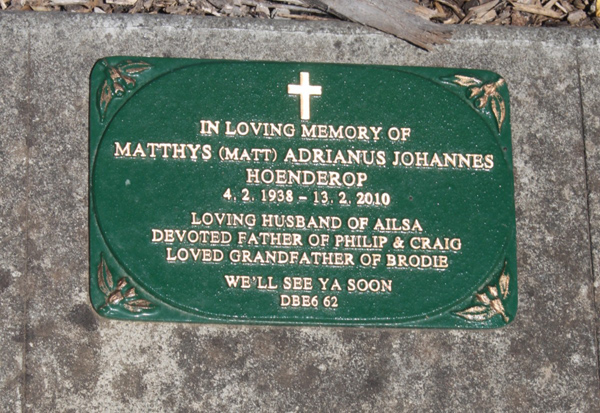 IN LOVING MEMORY OF
MATTHYS (MATT) ADRIANUS JOHANNES
HOENDEROP
4. 2. 1938 - 13. 2. 2010
LOVING HUSBAND OF AILSA
DEVOTED FATHER OF PHILIP & CRAIG
LOVED GRANDFATHER OF BRODIE
WE'LL SEE YA SOON
DBE6 62